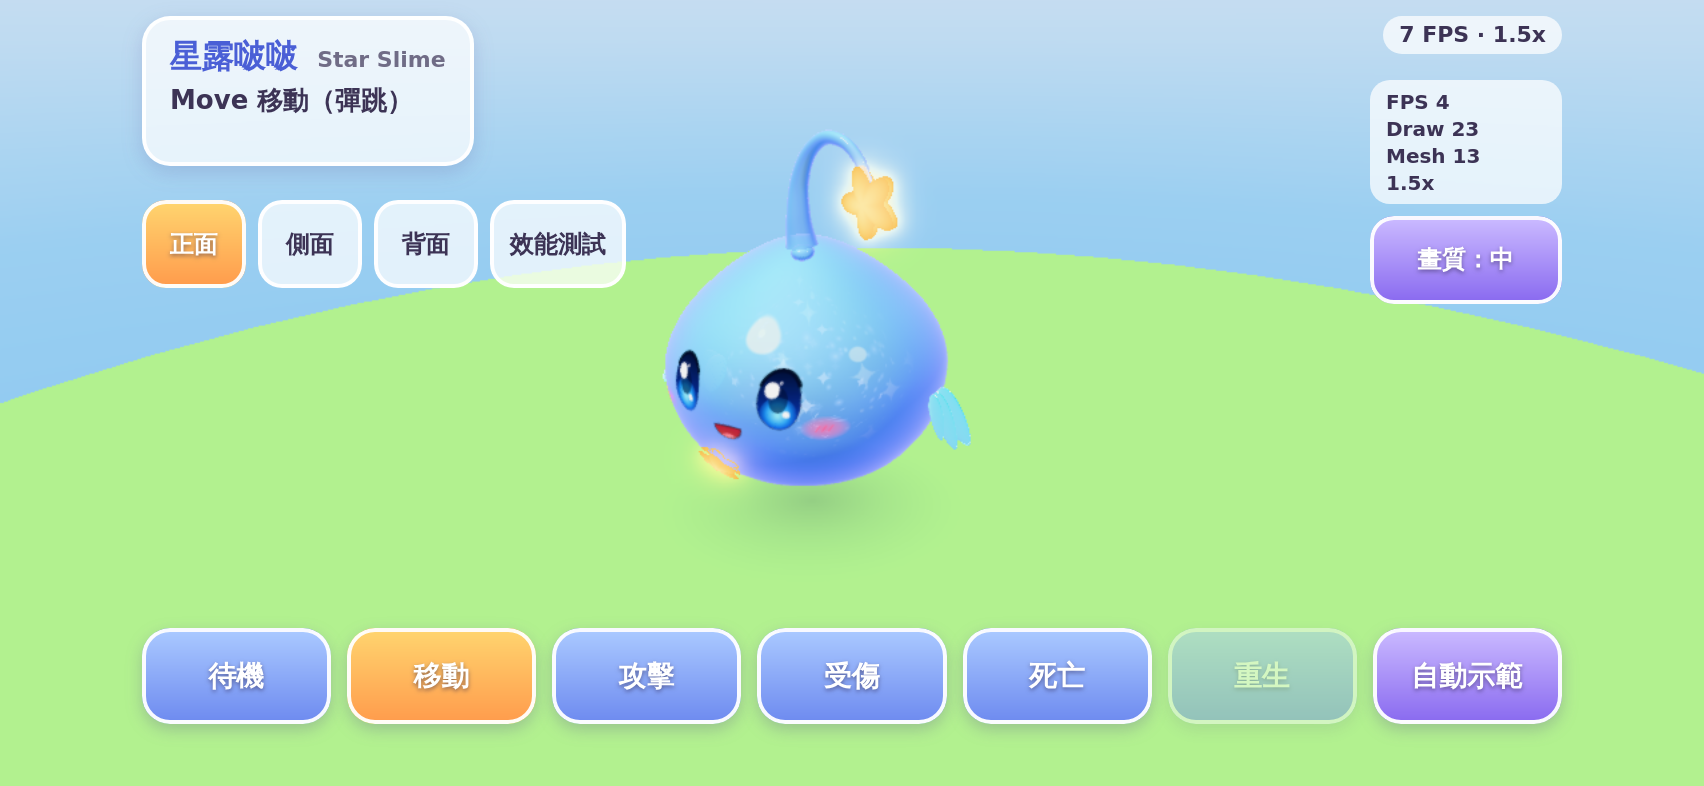 星露啵啵 Star Slime
Move 移動（彈跳）
7 FPS · 1.5x
FPS 4
Draw 23
Mesh 13
1.5x
正面 側面 背面 效能測試
畫質：中
待機 移動 攻擊 受傷 死亡 重生 自動示範